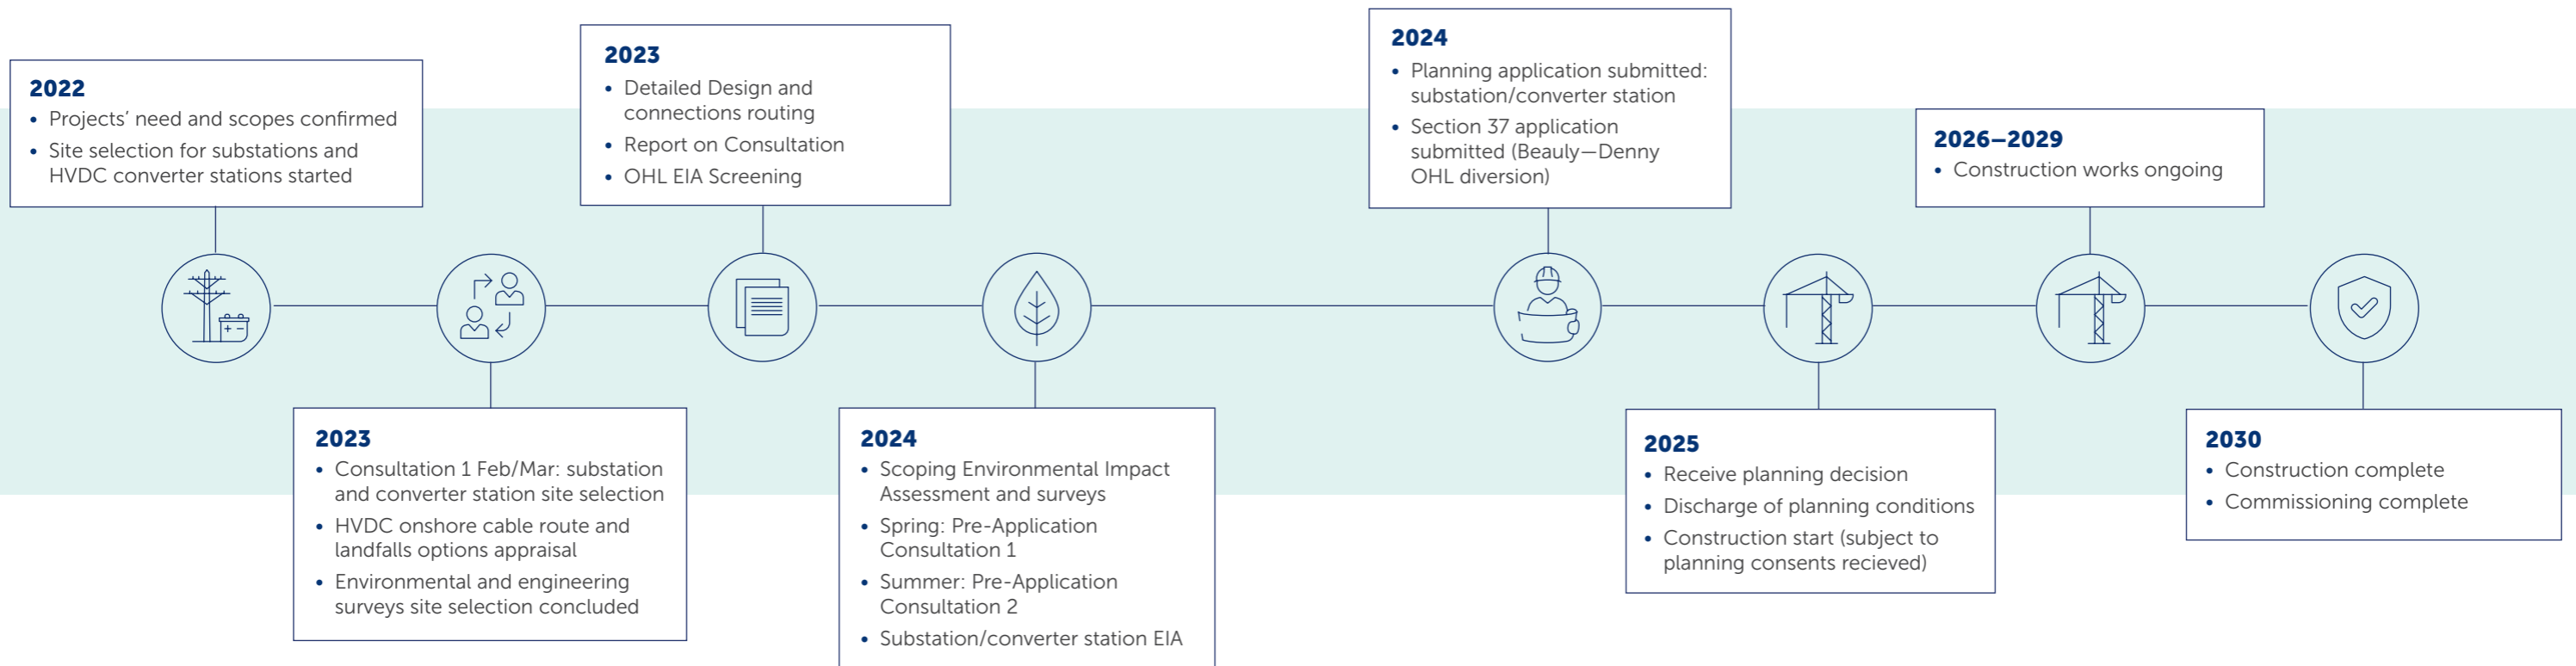 2022
• Projects’ need and scopes confirmed
• Site selection for substations and
HVDC converter stations started
2023
• Consultation 1 Feb/Mar: substation
and converter station site selection
• HVDC onshore cable route and
landfalls options appraisal
• Environmental and engineering
surveys site selection concluded
2023
• Detailed Design and
connections routing
• Report on Consultation
• OHL EIA Screening
2024
• Scoping Environmental Impact
Assessment and surveys
• Spring: Pre-Application
Consultation 1
• Summer: Pre-Application
Consultation 2
• Substation/converter station EIA
2024
• Planning application submitted:
substation/converter station
• Section 37 application
submitted (Beauly—Denny
OHL diversion)
2025
• Receive planning decision
• Discharge of planning conditions
• Construction start (subject to
planning consents recieved)
2026–2029
• Construction works ongoing
2030
• Construction complete
• Commissioning complete